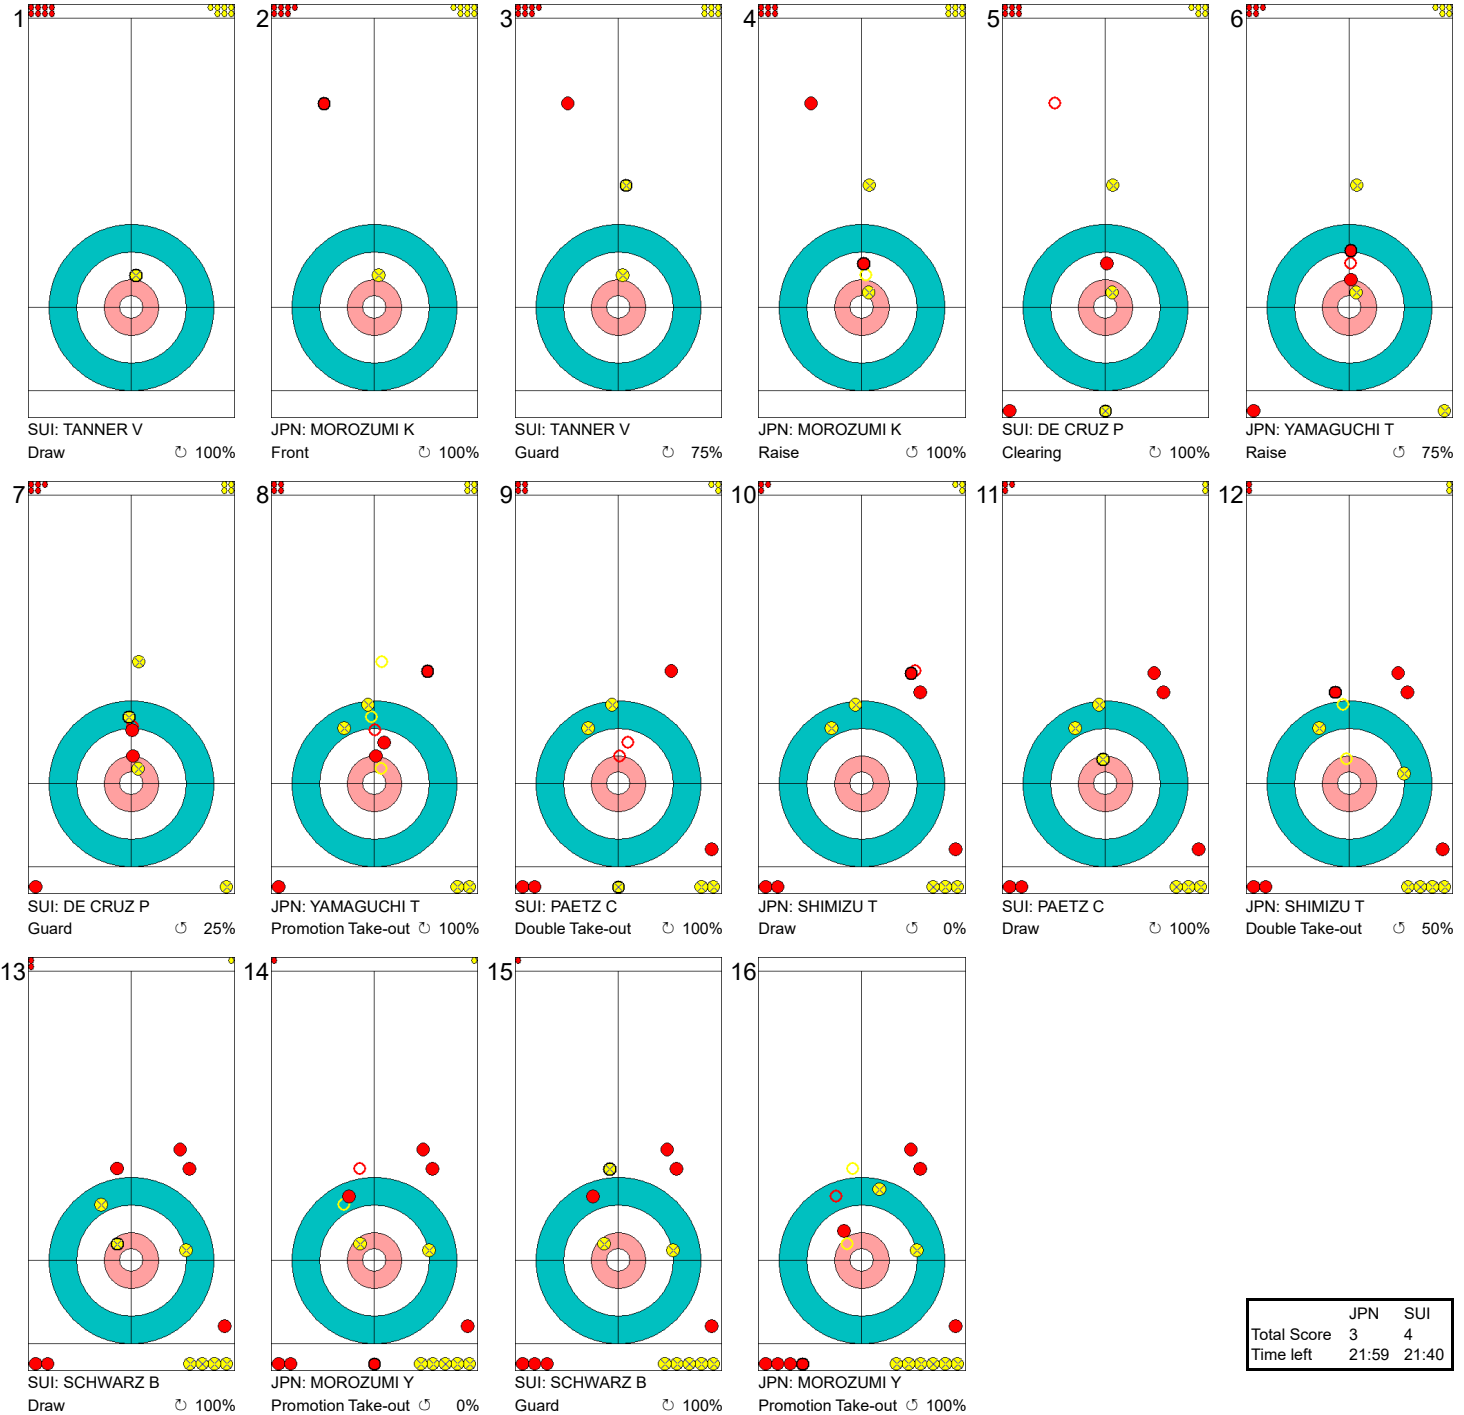 1 2 3 4 5 6
SUI: TANNER V JPN: MOROZUMI K SUI: TANNER V JPN: MOROZUMI K SUI: DE CRUZ P JPN: YAMAGUCHI T
Draw ↻ 100% Front ↻ 100% Guard ↺ 75% Raise ↻ 100% Clearing ↻ 100% Raise ↺ 75%
7 8 9 10 11 12
SUI: DE CRUZ P JPN: YAMAGUCHI T SUI: PAETZ C JPN: SHIMIZU T SUI: PAETZ C JPN: SHIMIZU T
Guard ↺ 25% Promotion Take-out ↻ 100% Double Take-out ↻ 100% Draw ↺ 0% Draw ↻ 100% Double Take-out ↺ 50%
13 14 15 16
SUI: SCHWARZ B JPN: MOROZUMI Y SUI: SCHWARZ B JPN: MOROZUMI Y
Draw ↻ 100% Promotion Take-out ↺ 0% Guard ↺ 100% Promotion Take-out ↺ 100%
JPN SUI
Total Score 3 4
Time left 21:59 21:40